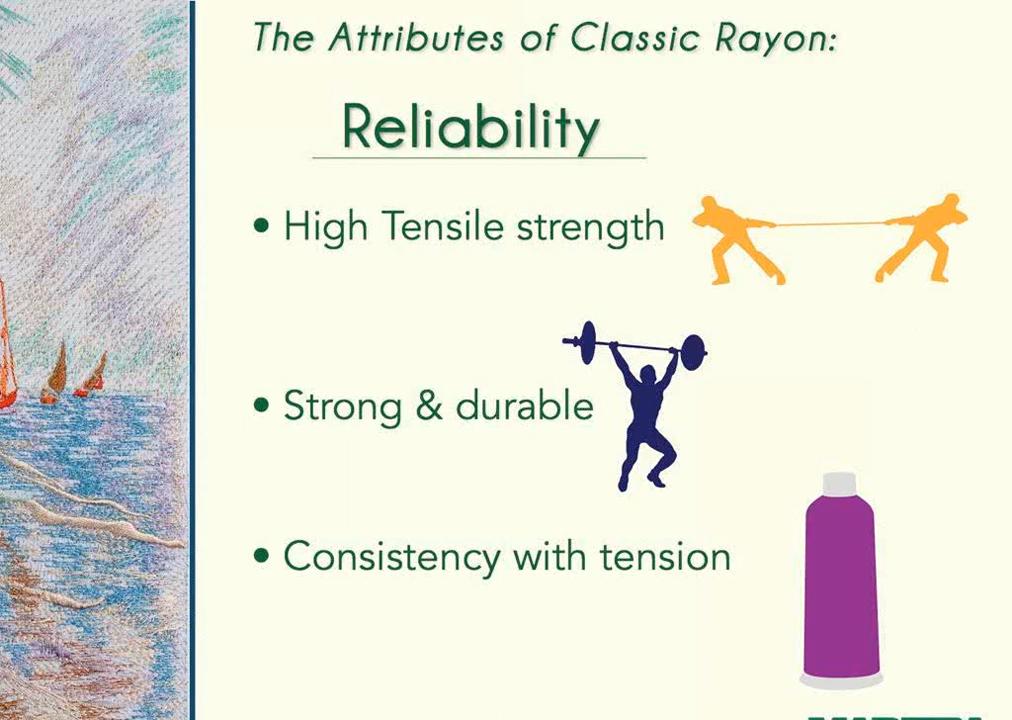 The Attributes of Classic Rayon:
Reliability
• High Tensile strength
• Strong & durable
• Consistency with tension